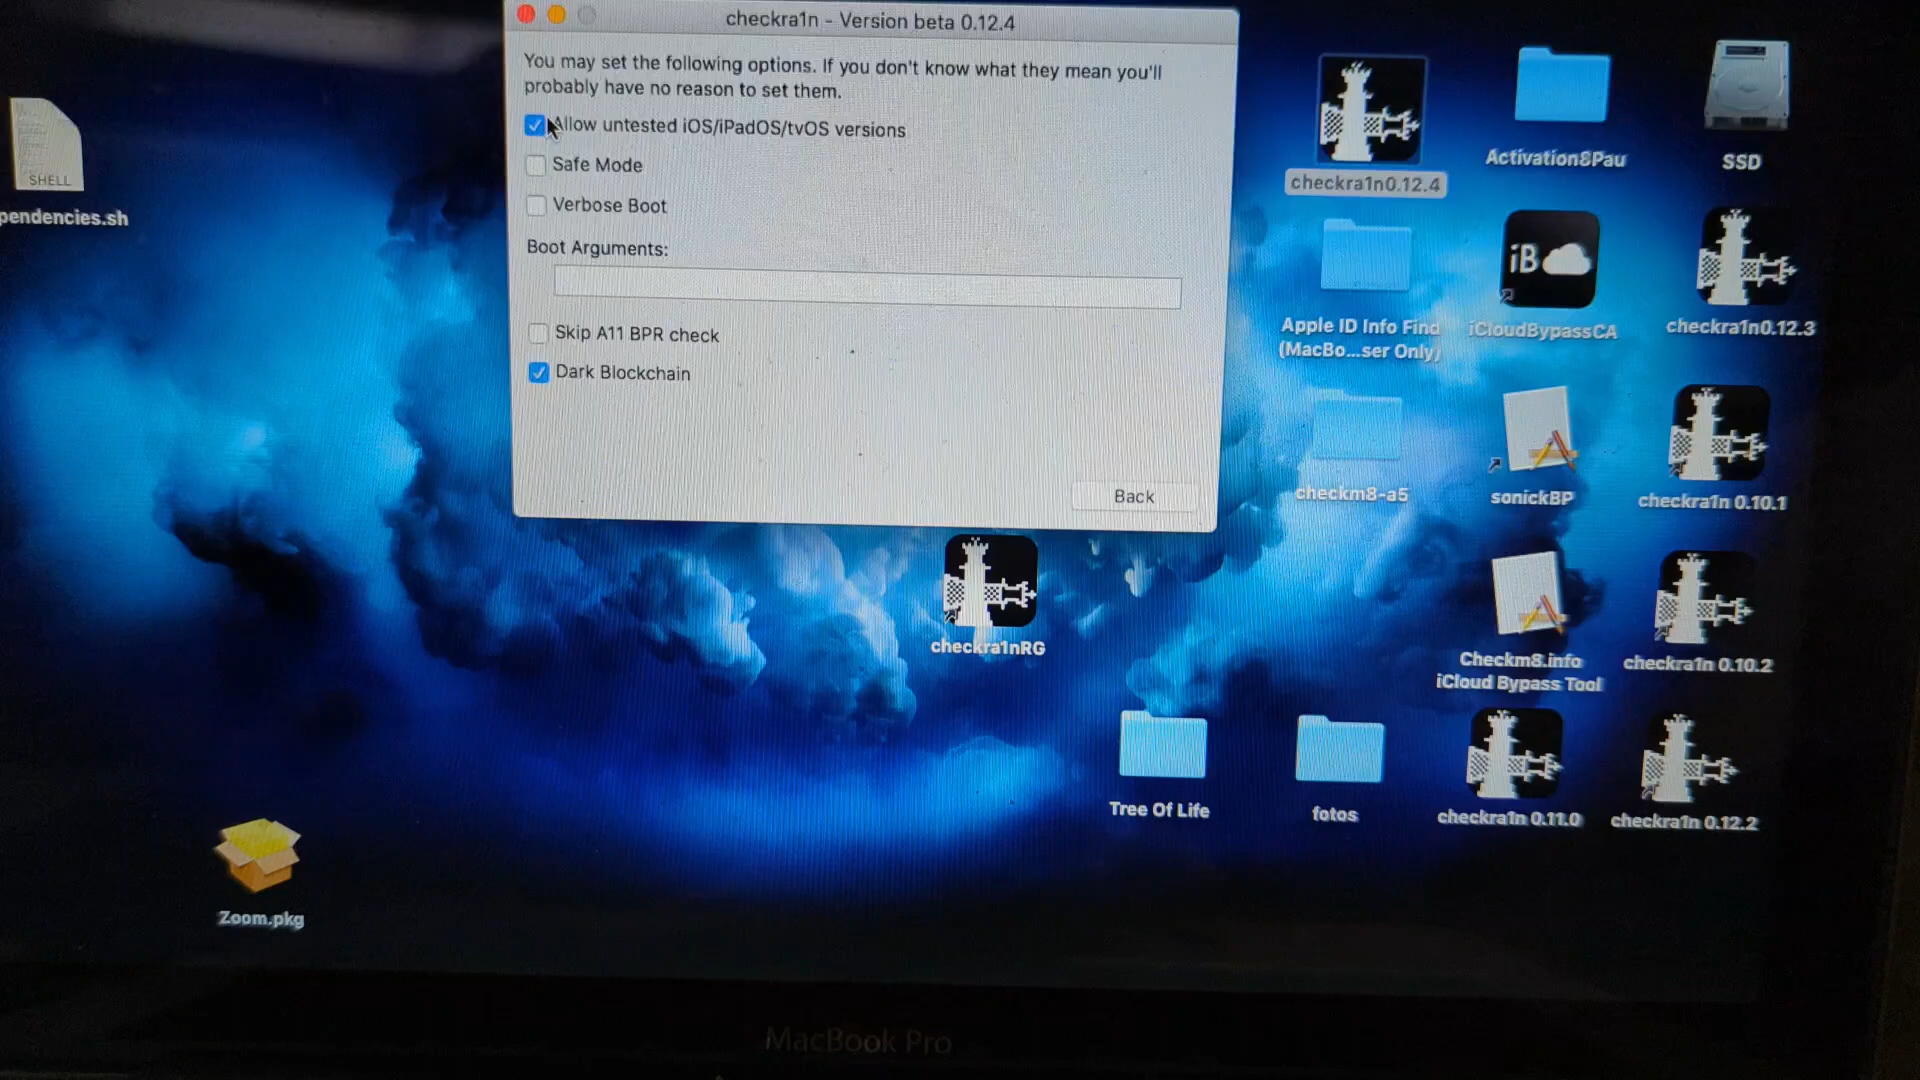 checkra1n - Version beta 0.12.4
You may set the following options. If you don't know what they mean you'll
probably have no reason to set them.
Allow untested iOS/iPadOS/tvOS versions
Safe Mode
Verbose Boot
Boot Arguments:
Skip A11 BPR check
Dark Blockchain
Back
SHELL
pendencies.sh
checkra1n0.12.4
Activation8Pau
SSD
Apple ID Info Find
(MacBo...ser Only)
iB
iCloudBypassCA
checkra1n0.12.3
checkm8-a5
sonickBP
checkra1n 0.10.1
checkra1nRG
Checkm8.info
iCloud Bypass Tool
checkra1n 0.10.2
Tree Of Life
fotos
checkra1n 0.11.0
checkra1n 0.12.2
Zoom.pkg
MacBook Pro